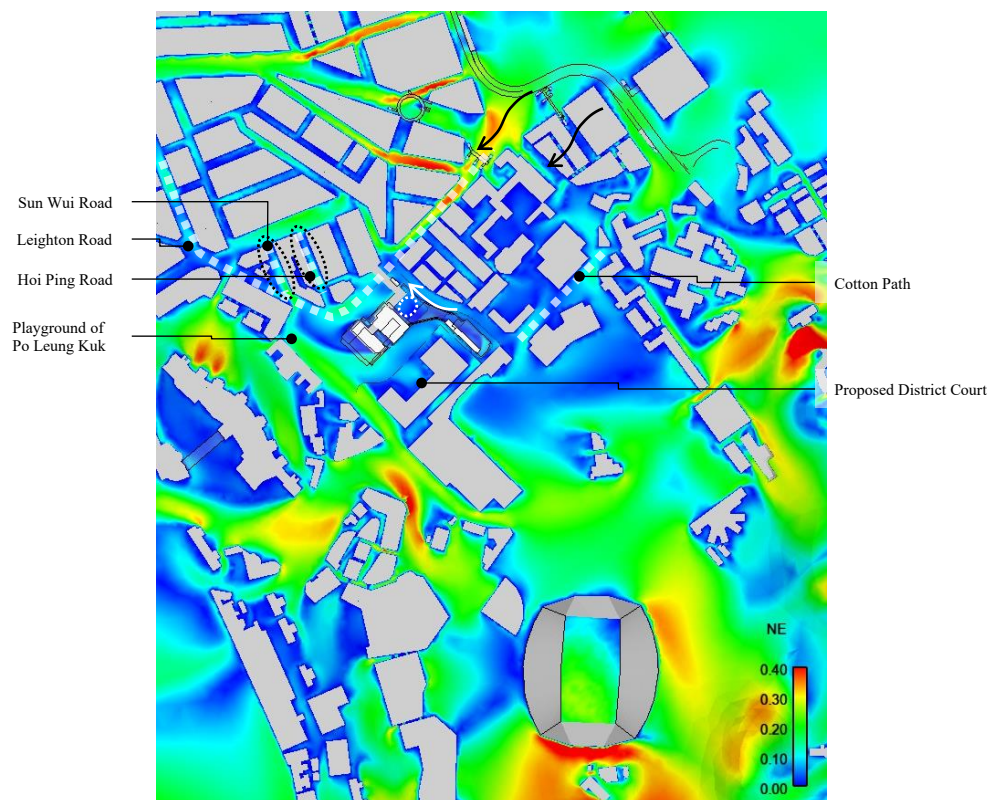 Sun Wui Road
Leighton Road
Hoi Ping Road
Cotton Path
Playground of
Po Leung Kuk
Proposed District Court
NE
0.40
0.30
0.20
0.10
0.00